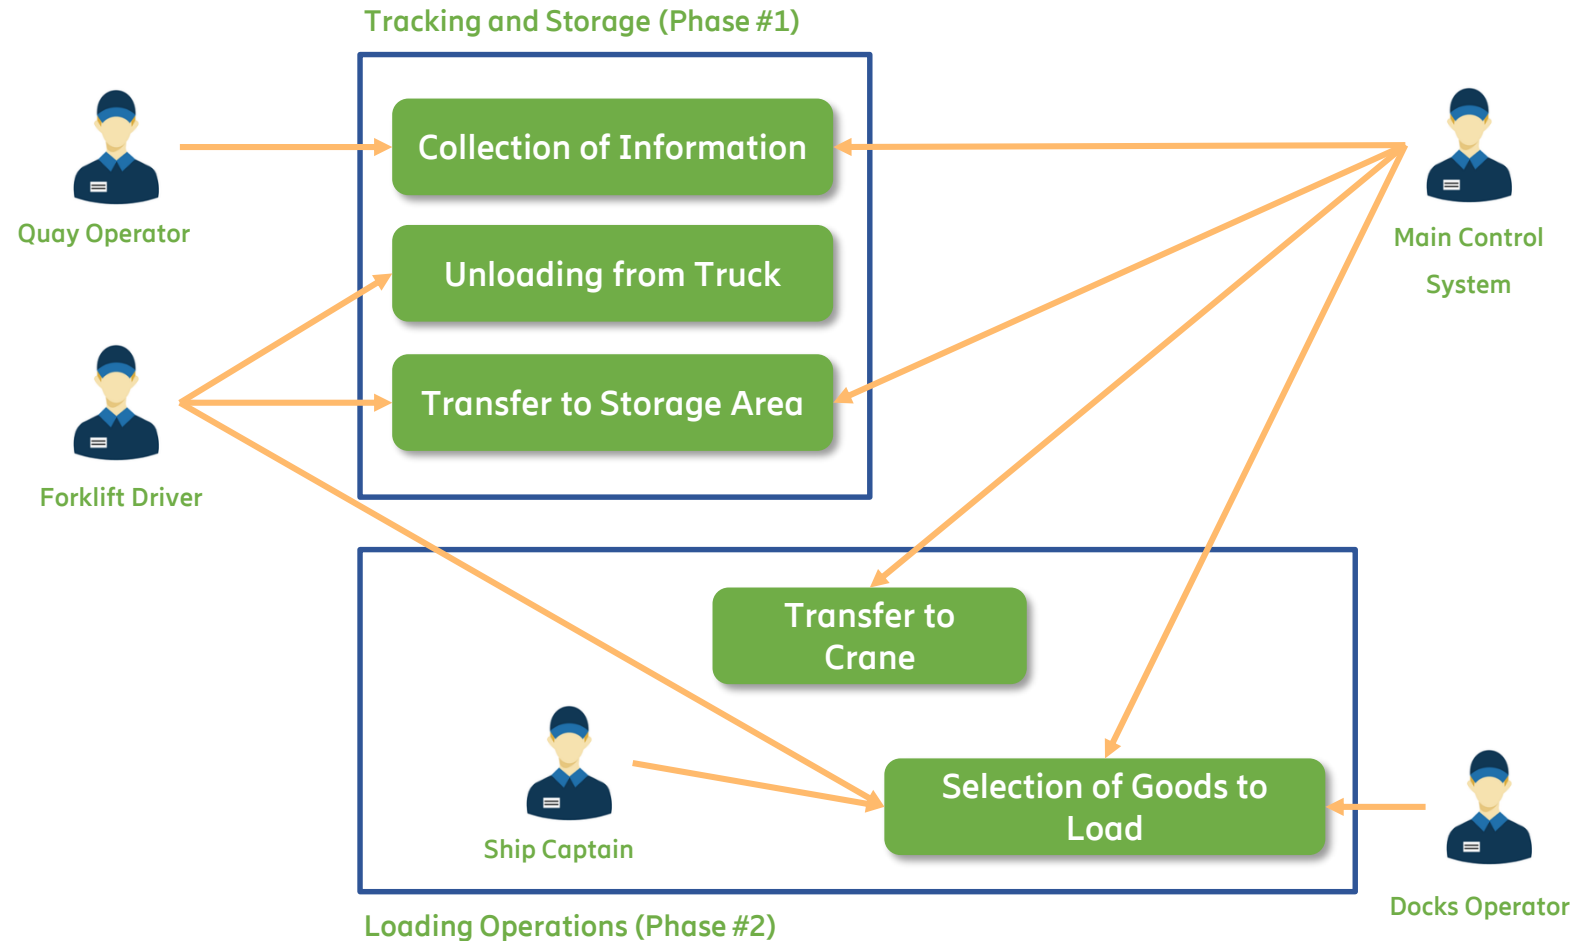 Tracking and Storage (Phase #1)
Collection of Information
Quay Operator
Main Control
System
Unloading from Truck
Transfer to Storage Area
Forklift Driver
Transfer to
Crane
Selection of Goods to
Load
Ship Captain
Docks Operator
Loading Operations (Phase #2)